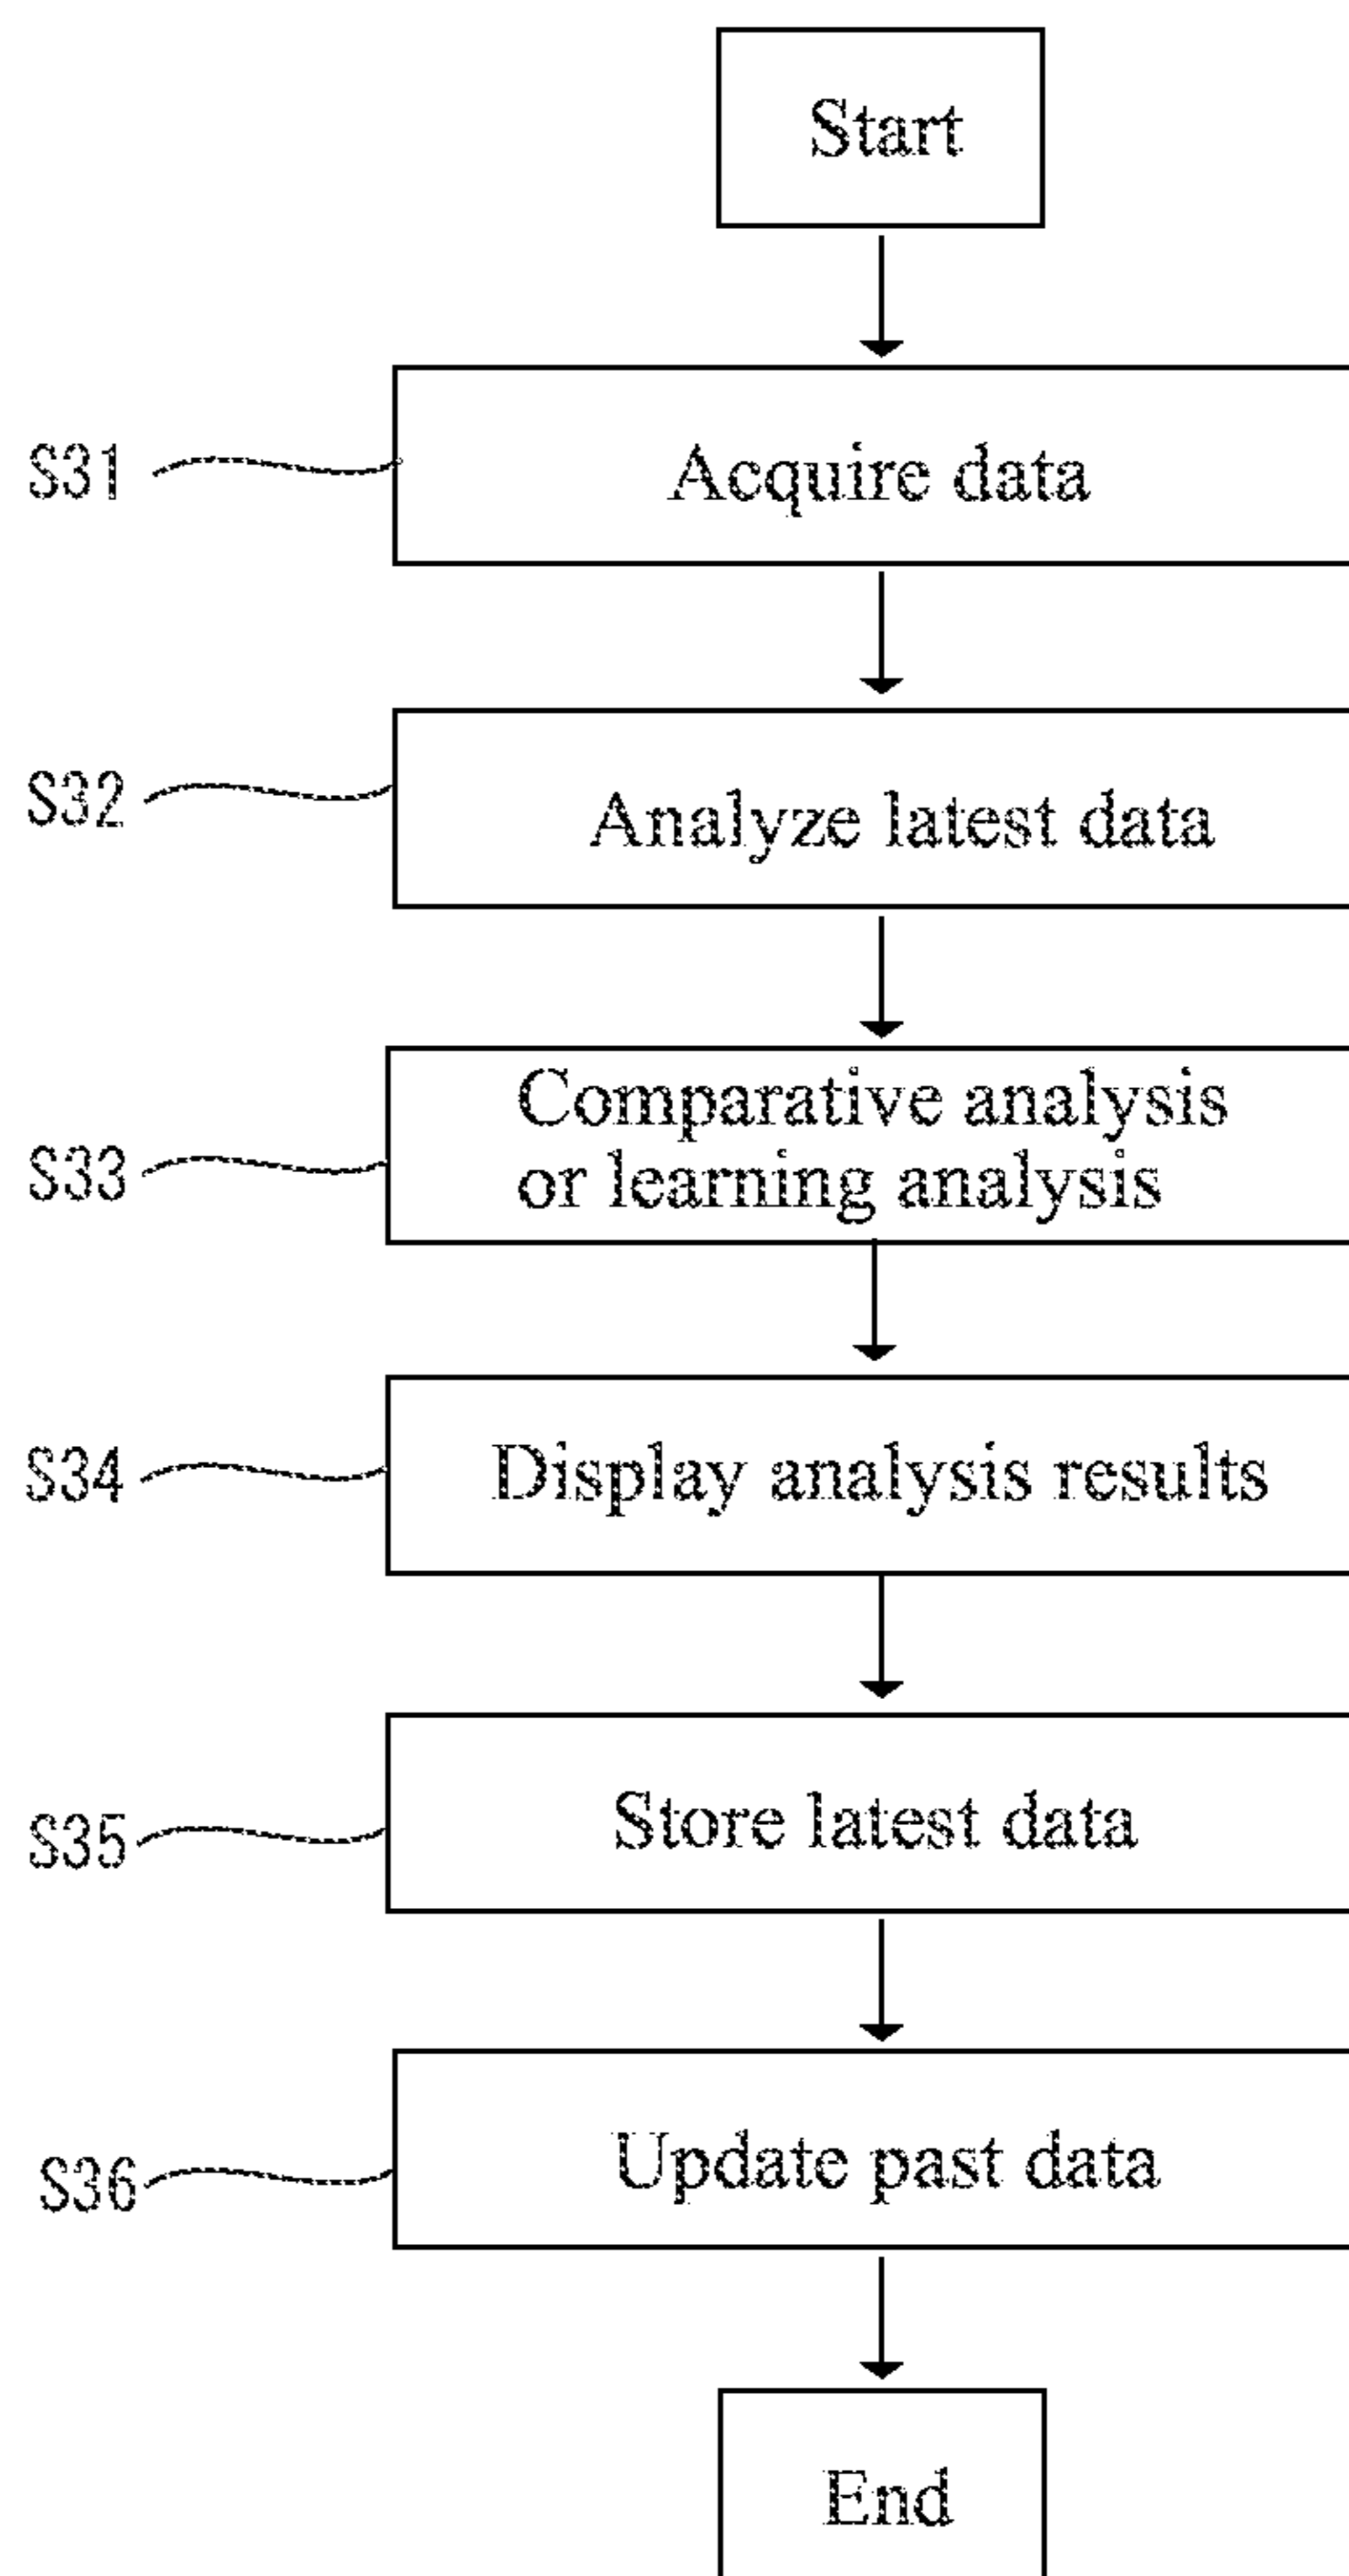 Start
S31
Acquire data
S32
Analyze latest data
S33
Comparative analysis
or learning analysis
S34
Display analysis results
S35
Store latest data
S36
Update past data
End